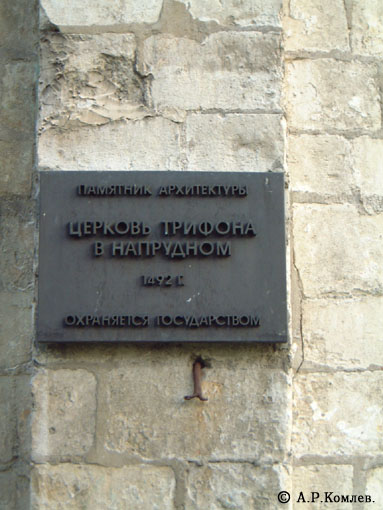 ПАМЯТНИК АРХИТЕКТУРЫ
ЦЕРКОВЬ ТРИФОНА
В НАПРУДНОМ
1492 Г.
ОХРАНЯЕТСЯ ГОСУДАРСТВОМ
© А.Р.Комлев.